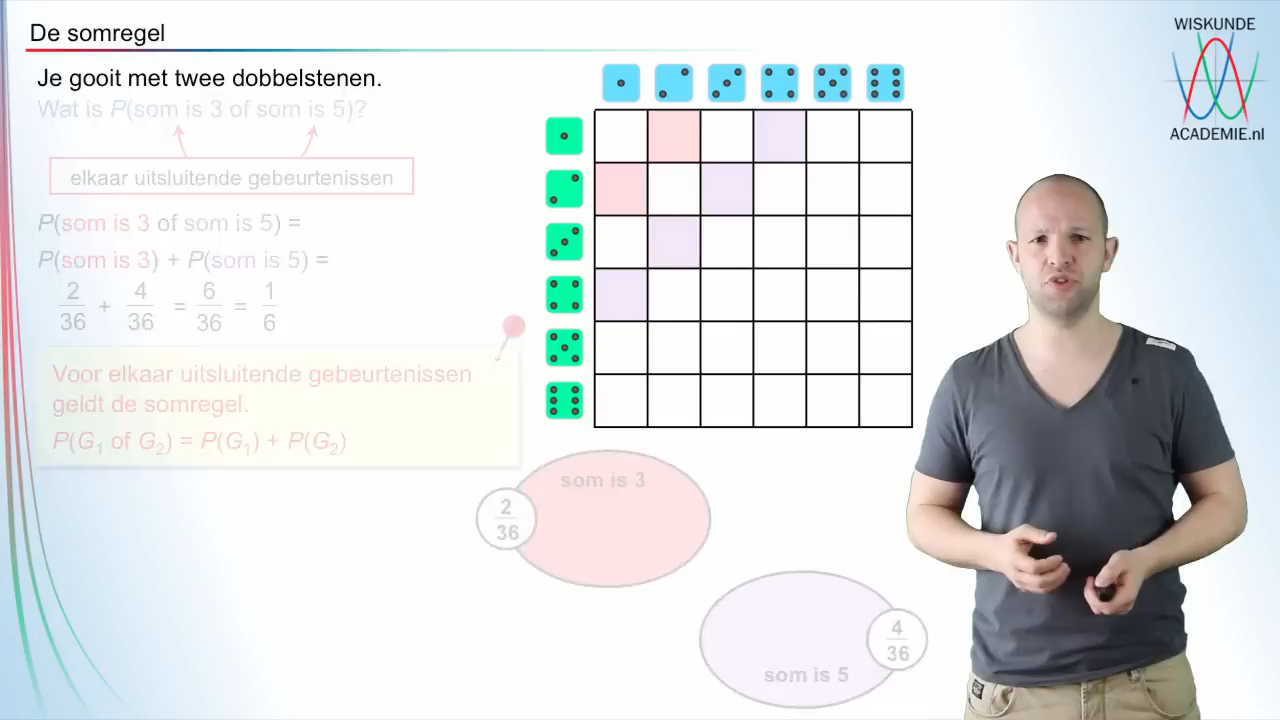 De somregel
Je gooit met twee dobbelstenen.
Wat is P(som is 3 of som is 5)?
elkaar uitsluitende gebeurtenissen
P(som is 3 of som is 5) =
P(som is 3) + P(som is 5) =
2/36 + 4/36 = 6/36 = 1/6
Voor elkaar uitsluitende gebeurtenissen
geldt de somregel.
P(G₁ of G₂) = P(G₁) + P(G₂)
som is 3
2/36
4/36
som is 5
WISKUNDE
ACADEMIE.nl